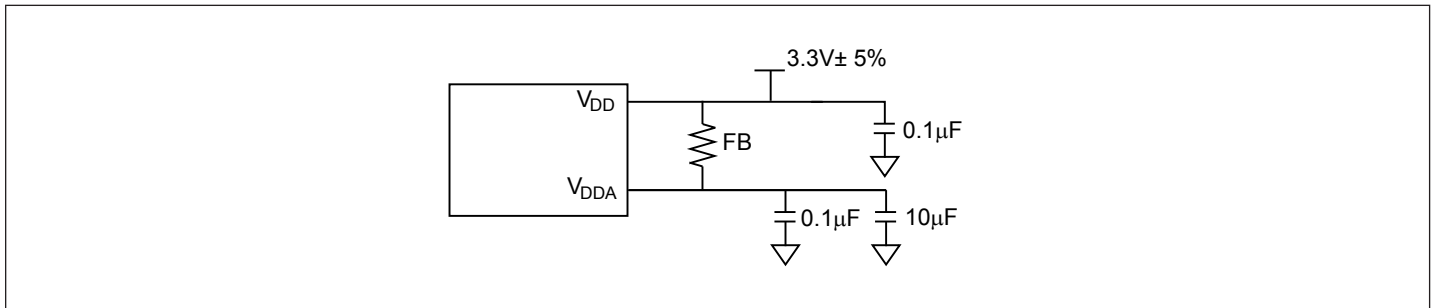 3.3V± 5%
VDD
0.1μF
FB
VDDA
0.1μF
10μF